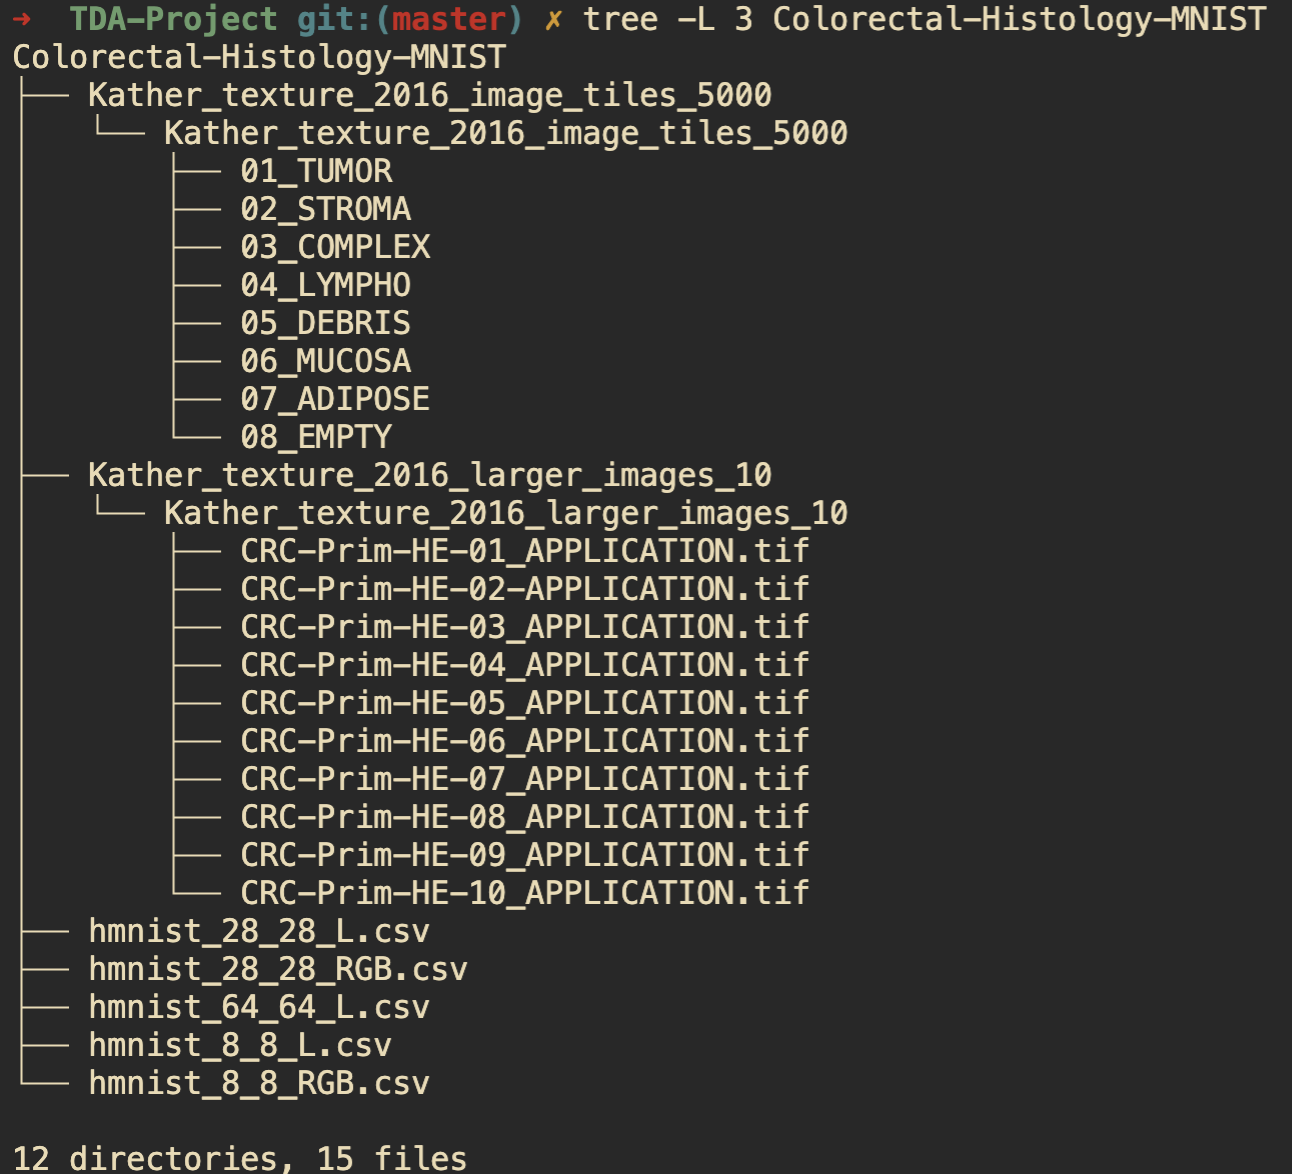 ➜  TDA-Project git:(master) ✗ tree -L 3 Colorectal-Histology-MNIST
Colorectal-Histology-MNIST
├── Kather_texture_2016_image_tiles_5000
│   └── Kather_texture_2016_image_tiles_5000
│       ├── 01_TUMOR
│       ├── 02_STROMA
│       ├── 03_COMPLEX
│       ├── 04_LYMPHO
│       ├── 05_DEBRIS
│       ├── 06_MUCOSA
│       ├── 07_ADIPOSE
│       └── 08_EMPTY
├── Kather_texture_2016_larger_images_10
│   └── Kather_texture_2016_larger_images_10
│       ├── CRC-Prim-HE-01_APPLICATION.tif
│       ├── CRC-Prim-HE-02-APPLICATION.tif
│       ├── CRC-Prim-HE-03_APPLICATION.tif
│       ├── CRC-Prim-HE-04_APPLICATION.tif
│       ├── CRC-Prim-HE-05_APPLICATION.tif
│       ├── CRC-Prim-HE-06_APPLICATION.tif
│       ├── CRC-Prim-HE-07_APPLICATION.tif
│       ├── CRC-Prim-HE-08_APPLICATION.tif
│       ├── CRC-Prim-HE-09_APPLICATION.tif
│       └── CRC-Prim-HE-10_APPLICATION.tif
├── hmnist_28_28_L.csv
├── hmnist_28_28_RGB.csv
├── hmnist_64_64_L.csv
├── hmnist_8_8_L.csv
└── hmnist_8_8_RGB.csv
12 directories, 15 files